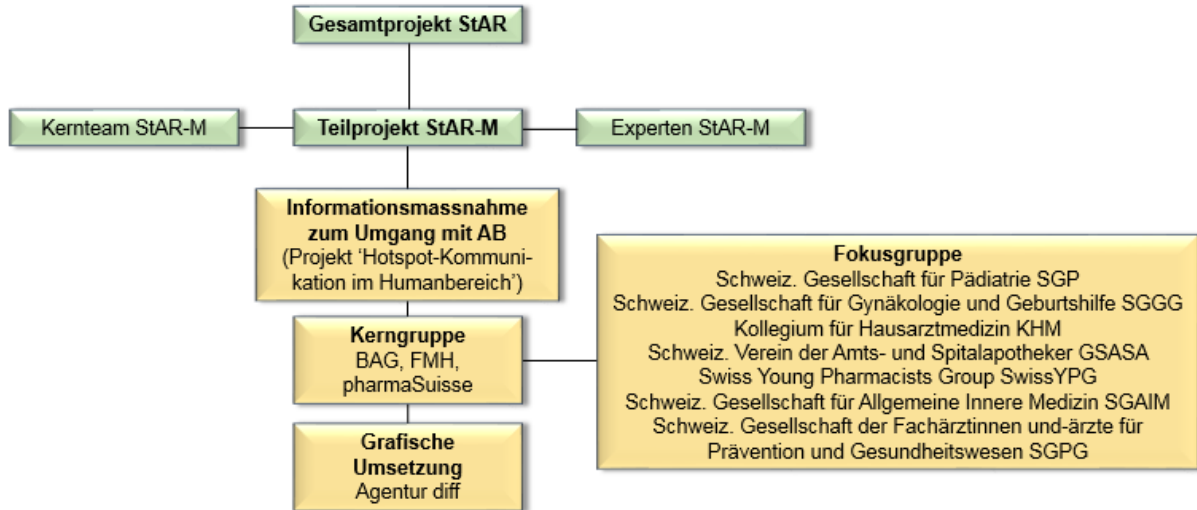 Gesamtprojekt StAR
Kernteam StAR-M
Teilprojekt StAR-M
Experten StAR-M
Informationsmassnahme
zum Umgang mit AB
(Projekt ‘Hotspot-Kommuni-
kation im Humanbereich’)
Kerngruppe
BAG, FMH,
pharmaSuisse
Grafische
Umsetzung
Agentur diff
Fokusgruppe
Schweiz. Gesellschaft für Pädiatrie SGP
Schweiz. Gesellschaft für Gynäkologie und Geburtshilfe SGGG
Kollegium für Hausarztmedizin KHM
Schweiz. Verein der Amts- und Spitalapotheker GSASA
Swiss Young Pharmacists Group SwissYPG
Schweiz. Gesellschaft für Allgemeine Innere Medizin SGAIM
Schweiz. Gesellschaft der Fachärztinnen und-ärzte für
Prävention und Gesundheitswesen SGPG